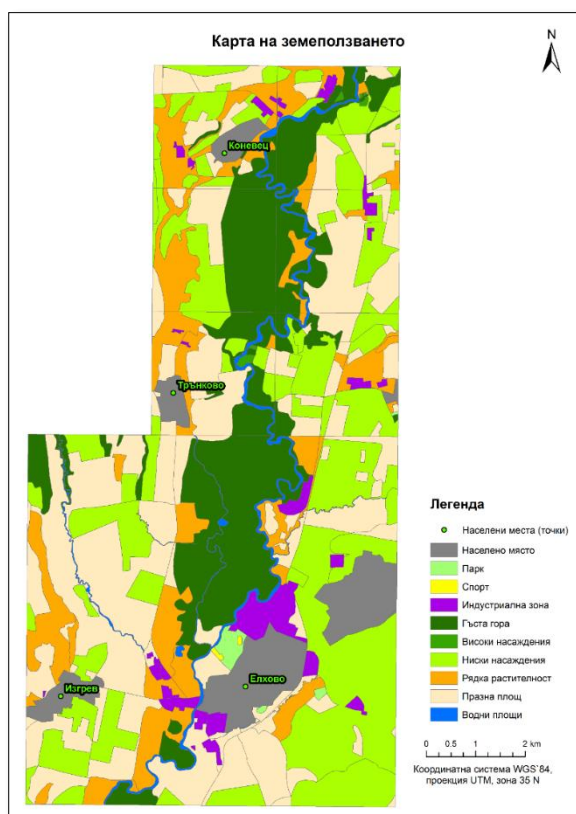 Карта на земеползването
N
Коневец
Трънково
Изгрев
Елхово
Легенда
Населени места (точки)
Населено място
Парк
Спорт
Индустриална зона
Гъста гора
Високи насаждения
Ниски насаждения
Рядка растителност
Празна площ
Водни площи
0 0.5 1 2 km
Координатна система WGS`84,
проекция UTM, зона 35 N